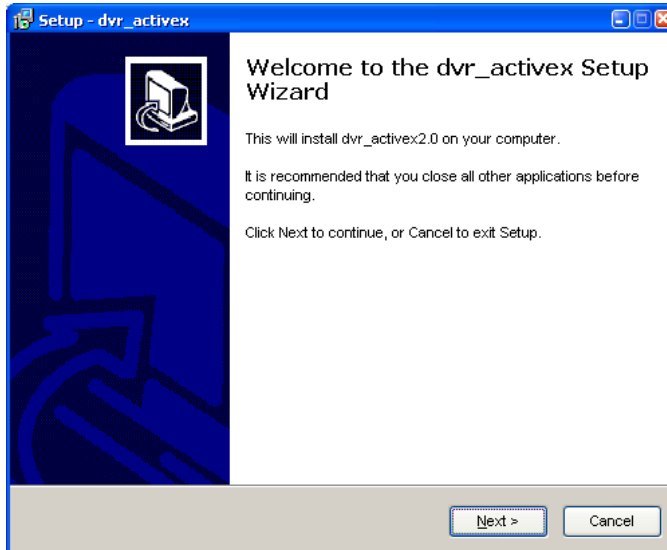 Setup - dvr_activex
Welcome to the dvr_activex Setup
Wizard
This will install dvr_activex2.0 on your computer.
It is recommended that you close all other applications before
continuing.
Click Next to continue, or Cancel to exit Setup.
Next >
Cancel